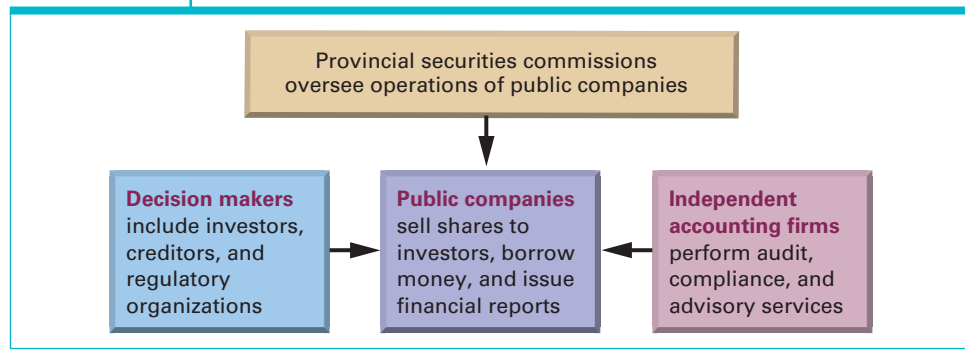 Provincial securities commissions
oversee operations of public companies
Decision makers
include investors,
creditors, and
regulatory
organizations
Public companies
sell shares to
investors, borrow
money, and issue
financial reports
Independent
accounting firms
perform audit,
compliance, and
advisory services